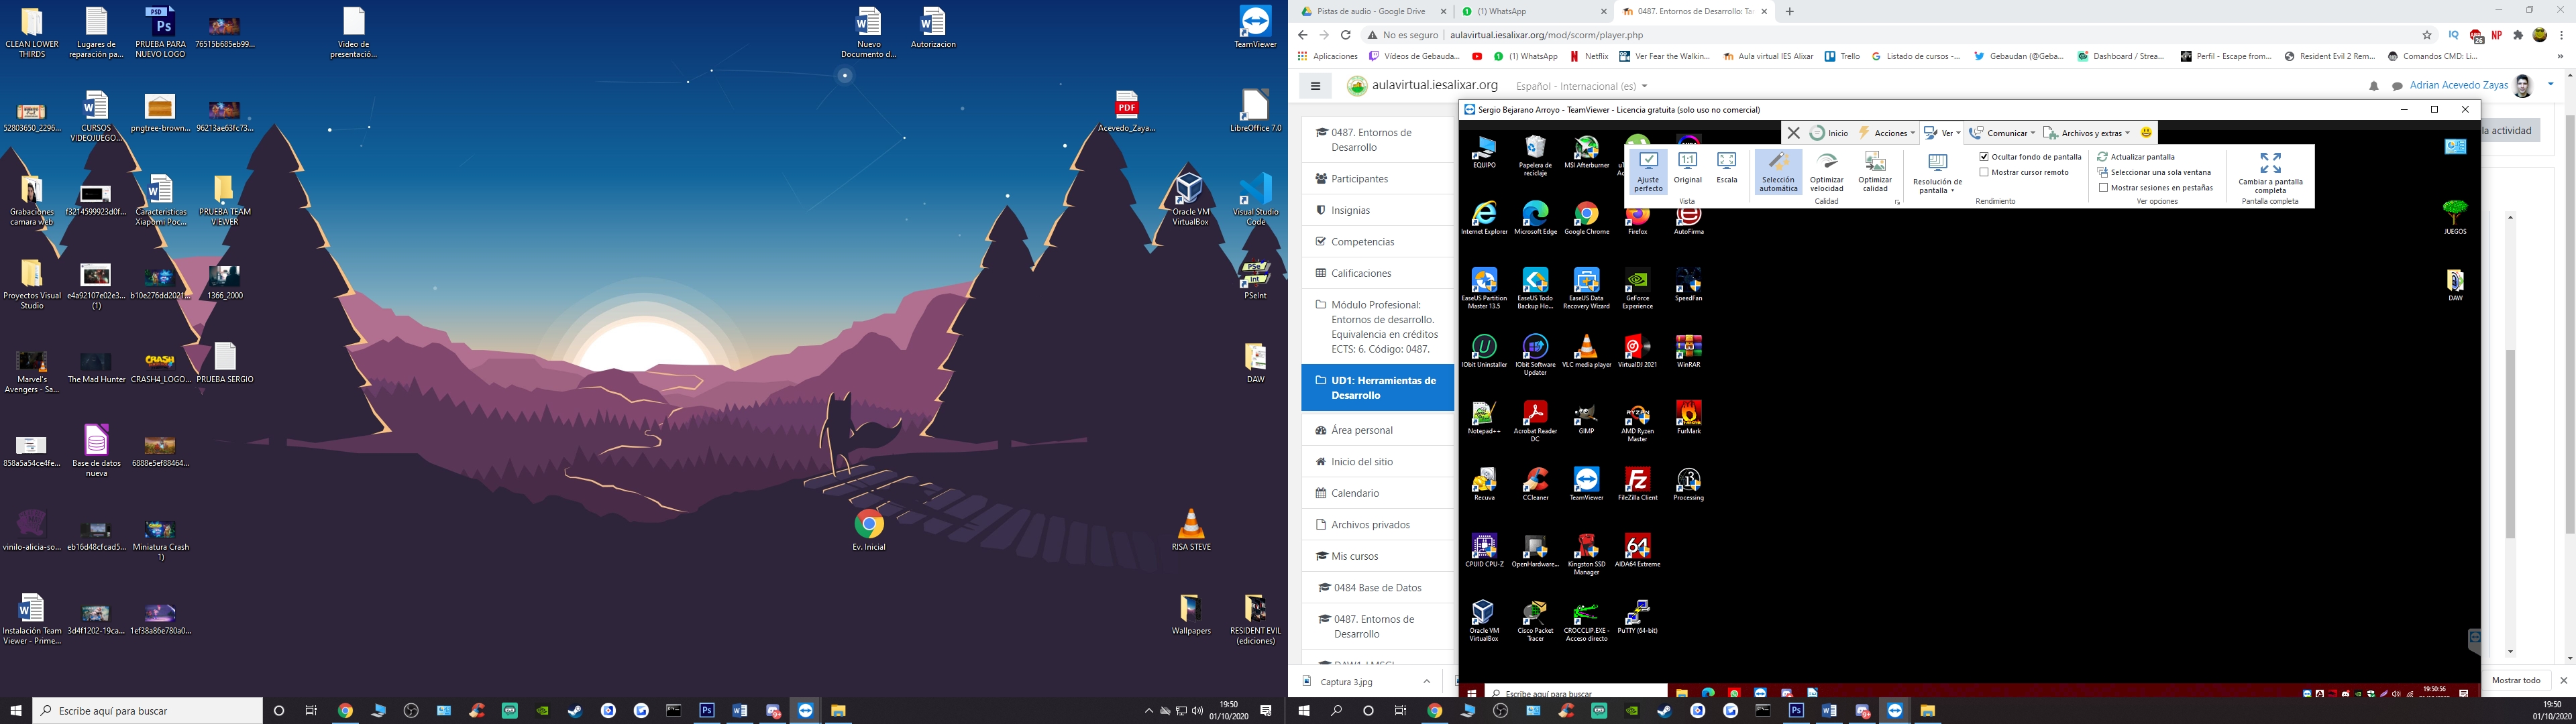 CLEAN LOWER THIRDS
Lugares de reparación pa...
PRUEBA PARA NUEVO LOGO
76515b685eb99...
Video de presentació...
Nuevo Documento d...
Autorizacion
TeamViewer
52803650_2296...
CURSOS VIDEOJUEGO...
pngtree-brown...
96213ae63fc73...
Acevedo_Zaya...
LibreOffice 7.0
Grabaciones camara web
f3214599923d0f...
Caracteristicas Xiapomi Poc...
PRUEBA TEAM VIEWER
Oracle VM VirtualBox
Visual Studio Code
Proyectos Visual Studio
e4a92107e02e3... (1)
b10e276dd2021...
1366_2000
PSeInt
Marvel's Avengers - Sa...
The Mad Hunter
CRASH4_LOGO...
PRUEBA SERGIO
DAW
858a5a54ce4fe...
Base de datos nueva
6888e5ef88464...
vinilo-alicia-so...
eb16d48cfcad5...
Miniatura Crash 1)
Ev. Inicial
RISA STEVE
Instalación Team Viewer - Prime...
3d4f1202-19ca...
1ef38a86e780a0...
Wallpapers
RESIDENT EVIL (ediciones)
Escribe aquí para buscar
19:50
01/10/2020
Pistas de audio - Google Drive
(1) WhatsApp
0487. Entornos de Desarrollo: Ta
No es seguro
aulavirtual.iesalixar.org/mod/scorm/player.php
Aplicaciones
Vídeos de Gebauda...
(1) WhatsApp
Netflix
Ver Fear the Walkin...
Aula virtual IES Alixar
Trello
Listado de cursos -...
Gebaudan (@Geba...
Dashboard / Strea...
Perfil - Escape from...
Resident Evil 2 Rem...
Comandos CMD: Li...
aulavirtual.iesalixar.org
Español - Internacional (es)
Adrian Acevedo Zayas
0487. Entornos de Desarrollo
Participantes
Insignias
Competencias
Calificaciones
Módulo Profesional: Entornos de desarrollo. Equivalencia en créditos ECTS: 6. Código: 0487.
UD1: Herramientas de Desarrollo
Área personal
Inicio del sitio
Calendario
Archivos privados
Mis cursos
0484 Base de Datos
0487. Entornos de Desarrollo
la actividad
Sergio Bejarano Arroyo - TeamViewer - Licencia gratuita (solo uso no comercial)
Inicio
Acciones
Ver
Comunicar
Archivos y extras
Ajuste perfecto
Original
Escala
Vista
Selección automática
Optimizar velocidad
Optimizar calidad
Calidad
Resolución de pantalla
Ocultar fondo de pantalla
Mostrar cursor remoto
Rendimiento
Actualizar pantalla
Seleccionar una sola ventana
Mostrar sesiones en pestañas
Ver opciones
Cambiar a pantalla completa
Pantalla completa
EQUIPO
Papelera de reciclaje
MSI Afterburner
Internet Explorer
Microsoft Edge
Google Chrome
Firefox
AutoFirma
JUEGOS
EaseUS Partition Master 13.5
EaseUS Todo Backup Ho...
EaseUS Data Recovery Wizard
GeForce Experience
SpeedFan
DAW
IObit Uninstaller
IObit Software Updater
VLC media player
VirtualDJ 2021
WinRAR
Notepad++
Acrobat Reader DC
GIMP
AMD Ryzen Master
FurMark
Recuva
CCleaner
TeamViewer
FileZilla Client
Processing
CPUID CPU-Z
OpenHardware...
Kingston SSD Manager
AIDA64 Extreme
Oracle VM VirtualBox
Cisco Packet Tracer
CROCCLIP.EXE - Acceso directo
PuTTY (64-bit)
Escribe aquí para buscar
19:50:56
Captura 3.jpg
Mostrar todo
19:50
01/10/2020